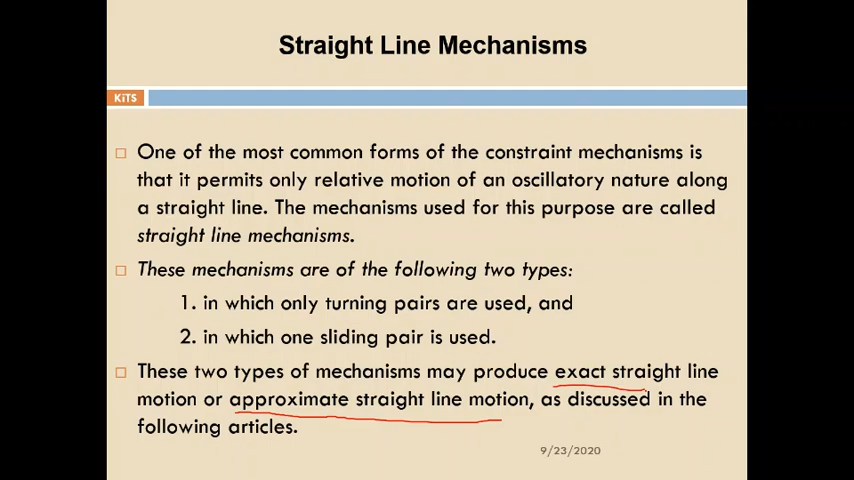 Straight Line Mechanisms
KITS
One of the most common forms of the constraint mechanisms is
that it permits only relative motion of an oscillatory nature along
a straight line. The mechanisms used for this purpose are called
straight line mechanisms.
These mechanisms are of the following two types:
1. in which only turning pairs are used, and
2. in which one sliding pair is used.
These two types of mechanisms may produce exact straight line
motion or approximate straight line motion, as discussed in the
following articles.
9/23/2020